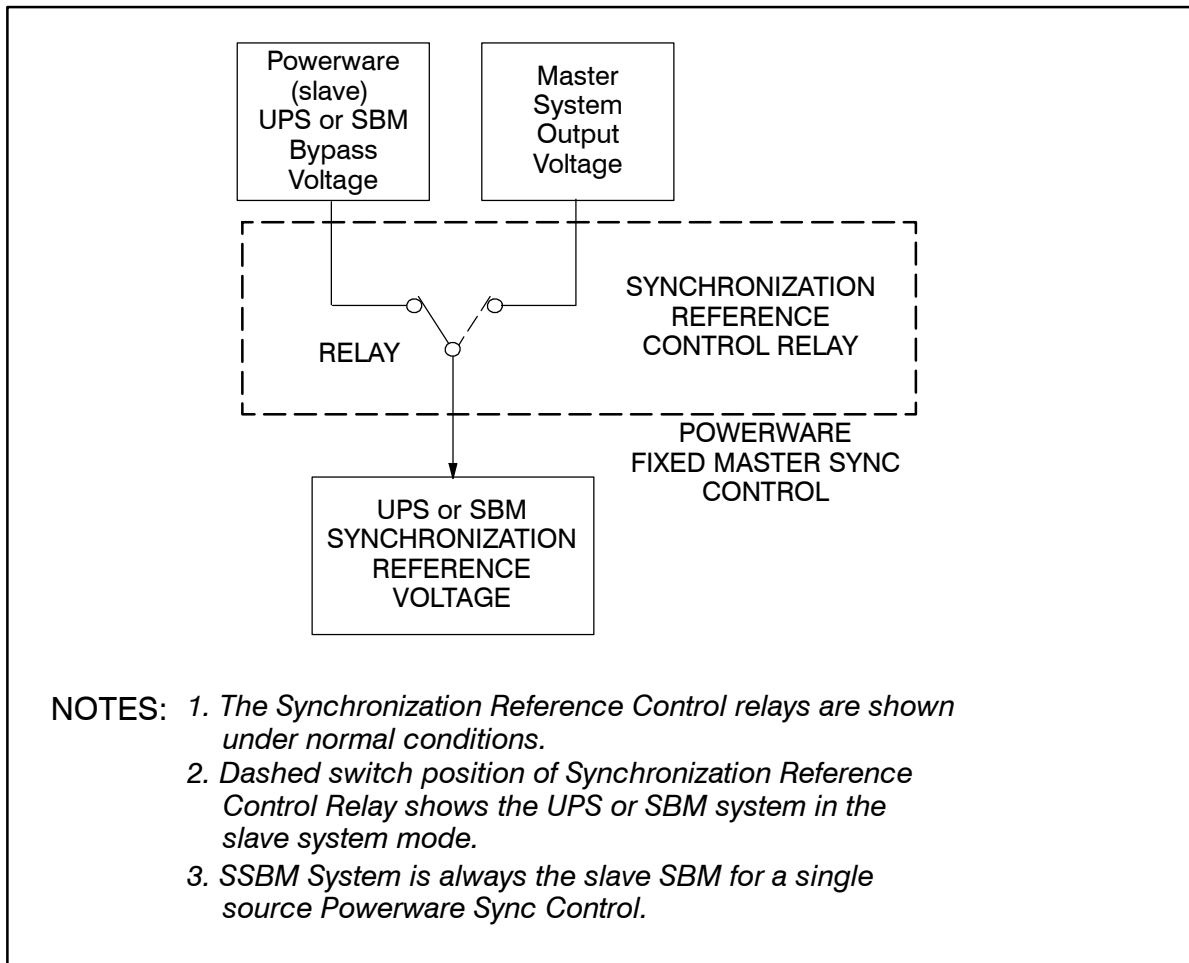 Powerware
(slave)
UPS or SBM
Bypass
Voltage
Master
System
Output
Voltage
SYNCHRONIZATION
REFERENCE
CONTROL RELAY
RELAY
POWERWARE
FIXED MASTER SYNC
CONTROL
UPS or SBM
SYNCHRONIZATION
REFERENCE
VOLTAGE
NOTES: 1. The Synchronization Reference Control relays are shown
under normal conditions.
2. Dashed switch position of Synchronization Reference
Control Relay shows the UPS or SBM system in the
slave system mode.
3. SSBM System is always the slave SBM for a single
source Powerware Sync Control.